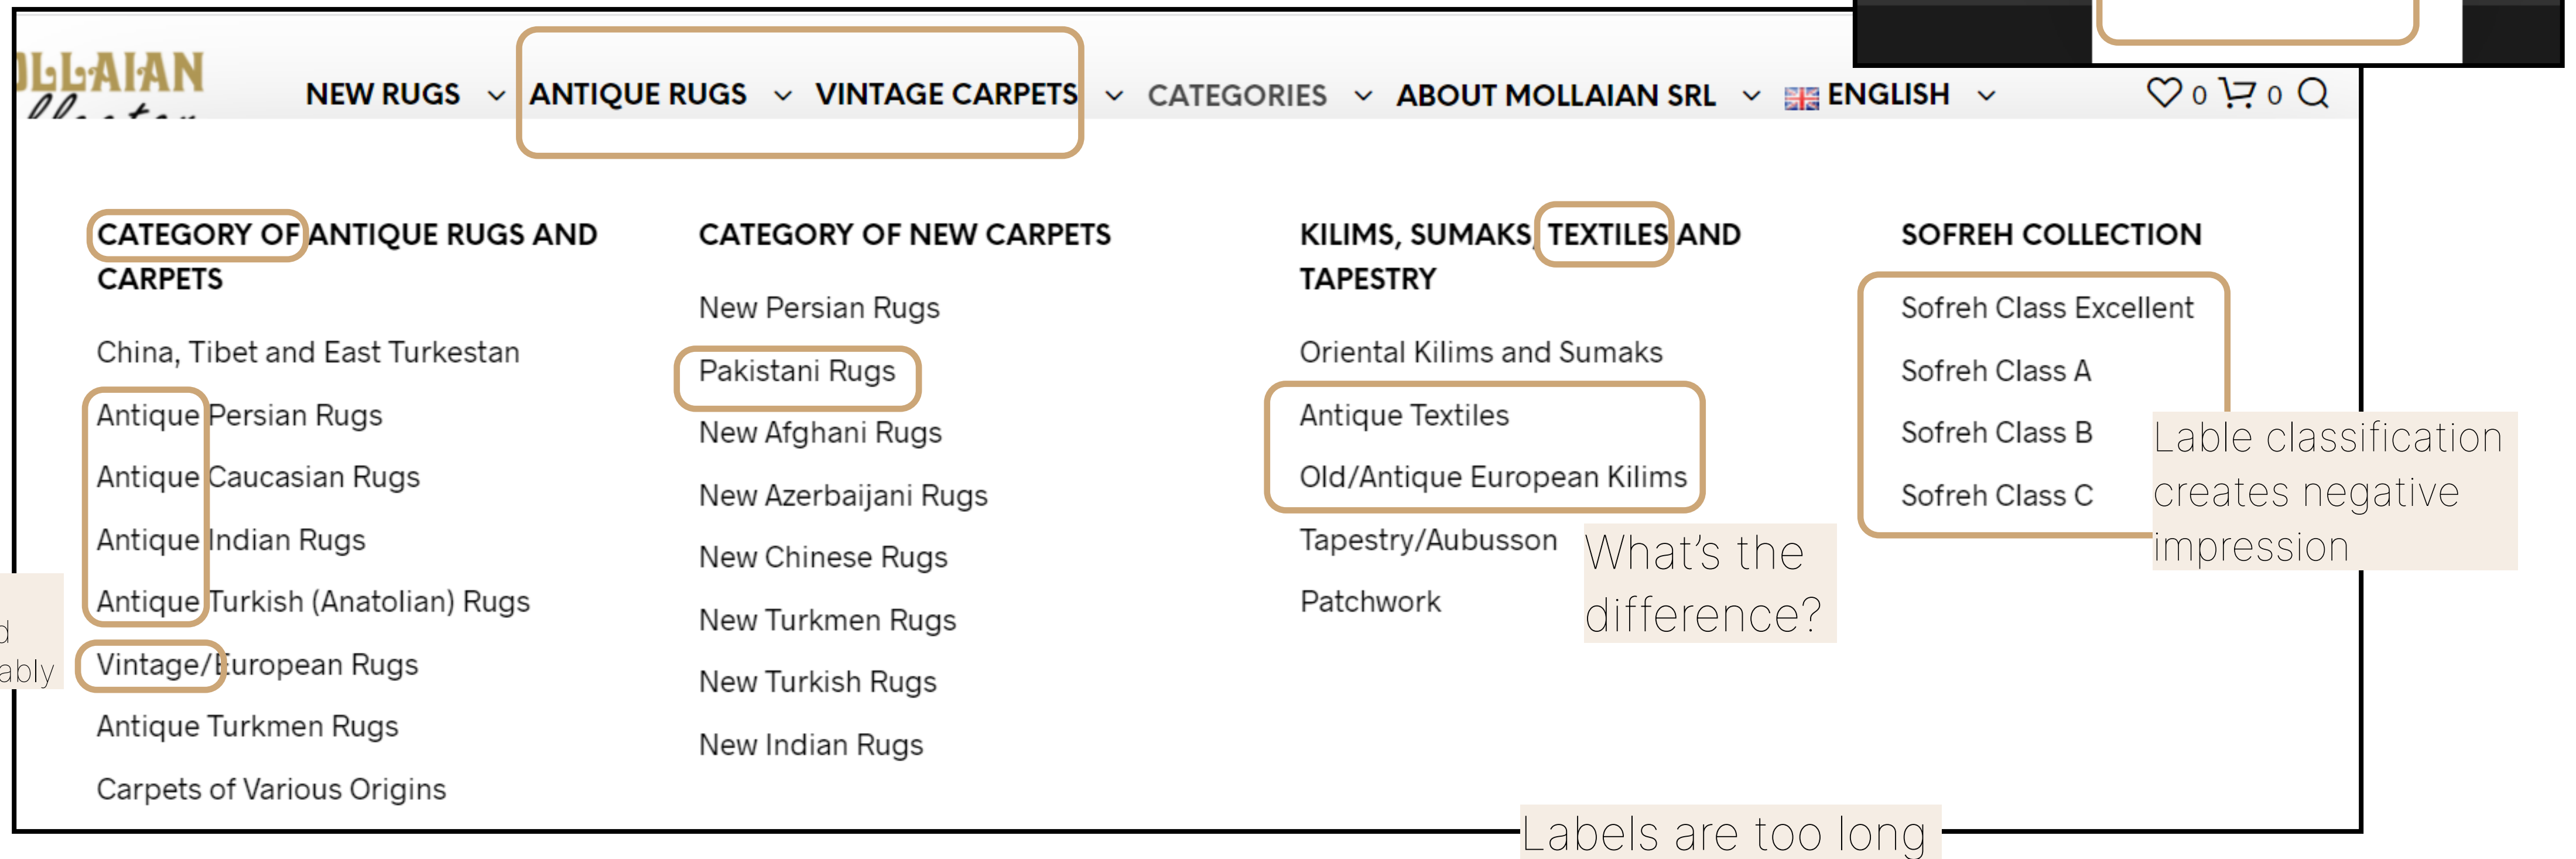 OLLAIAN
NEW RUGS ANTIQUE RUGS VINTAGE CARPETS CATEGORIES ABOUT MOLLAIAN SRL ENGLISH 0 0
CATEGORY OF ANTIQUE RUGS AND
CARPETS
China, Tibet and East Turkestan
Antique Persian Rugs
Antique Caucasian Rugs
Antique Indian Rugs
Antique Turkish (Anatolian) Rugs
Vintage/European Rugs
Antique Turkmen Rugs
Carpets of Various Origins
CATEGORY OF NEW CARPETS
New Persian Rugs
Pakistani Rugs
New Afghani Rugs
New Azerbaijani Rugs
New Chinese Rugs
New Turkmen Rugs
New Turkish Rugs
New Indian Rugs
KILIMS, SUMAKS, TEXTILES AND
TAPESTRY
Oriental Kilims and Sumaks
Antique Textiles
Old/Antique European Kilims
Tapestry/Aubusson
Patchwork
What's the
difference?
SOFREH COLLECTION
Sofreh Class Excellent
Sofreh Class A
Sofreh Class B
Sofreh Class C
Lable classification
creates negative
impression
ably
Labels are too long